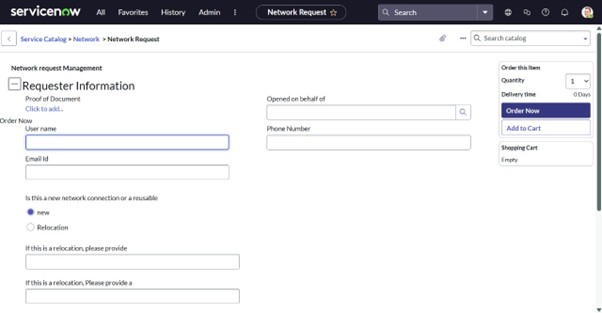 servicenow All Favorites History Admin Network Request Search
Service Catalog > Network > Network Request Search catalog
Network request Management
Requester Information
Proof of Document
Click to add...
Opened on behalf of
Order Now
User name
Phone Number
Email Id
Is this a new network connection or a reusable
new
Relocation
If this is a relocation, please provide
If this is a relocation, Please provide a
Order this Item
Quantity 1
Delivery time 0 Days
Order Now
Add to Cart
Shopping Cart
Empty